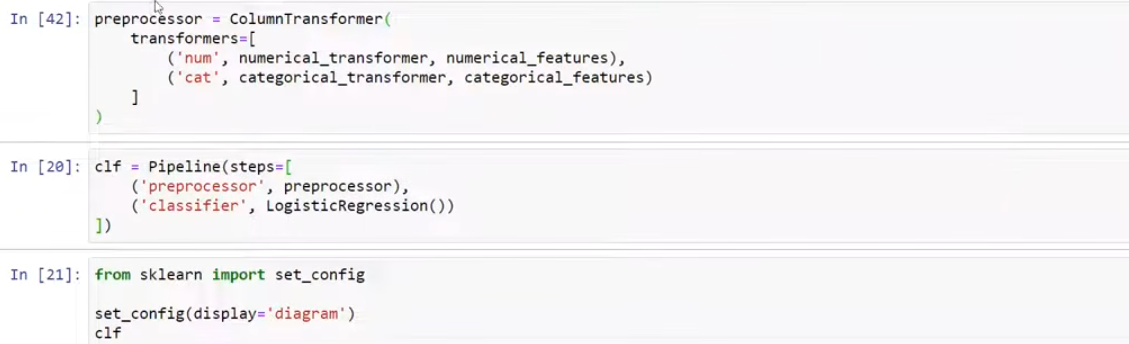 In [42]: preprocessor = ColumnTransformer(
    transformers=[
        ('num', numerical_transformer, numerical_features),
        ('cat', categorical_transformer, categorical_features)
    ]
)
In [20]: clf = Pipeline(steps=[
    ('preprocessor', preprocessor),
    ('classifier', LogisticRegression())
])
In [21]: from sklearn import set_config
set_config(display='diagram')
clf